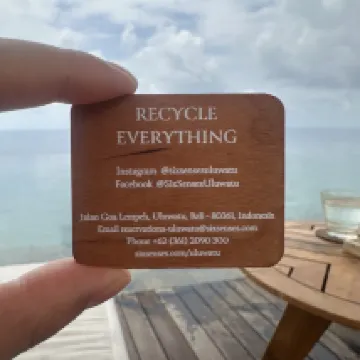 RECYCLE
EVERYTHING
Instagram @sixsensesuluwatu
Facebook @SixSensesUluwatu
Jalan Goa Lempeh, Uluwatu, Bali - 80361, Indonesia
Email reservations-uluwatu@sixsenses.com
Phone +62 (361) 2090 300
sixsenses.com/uluwatu